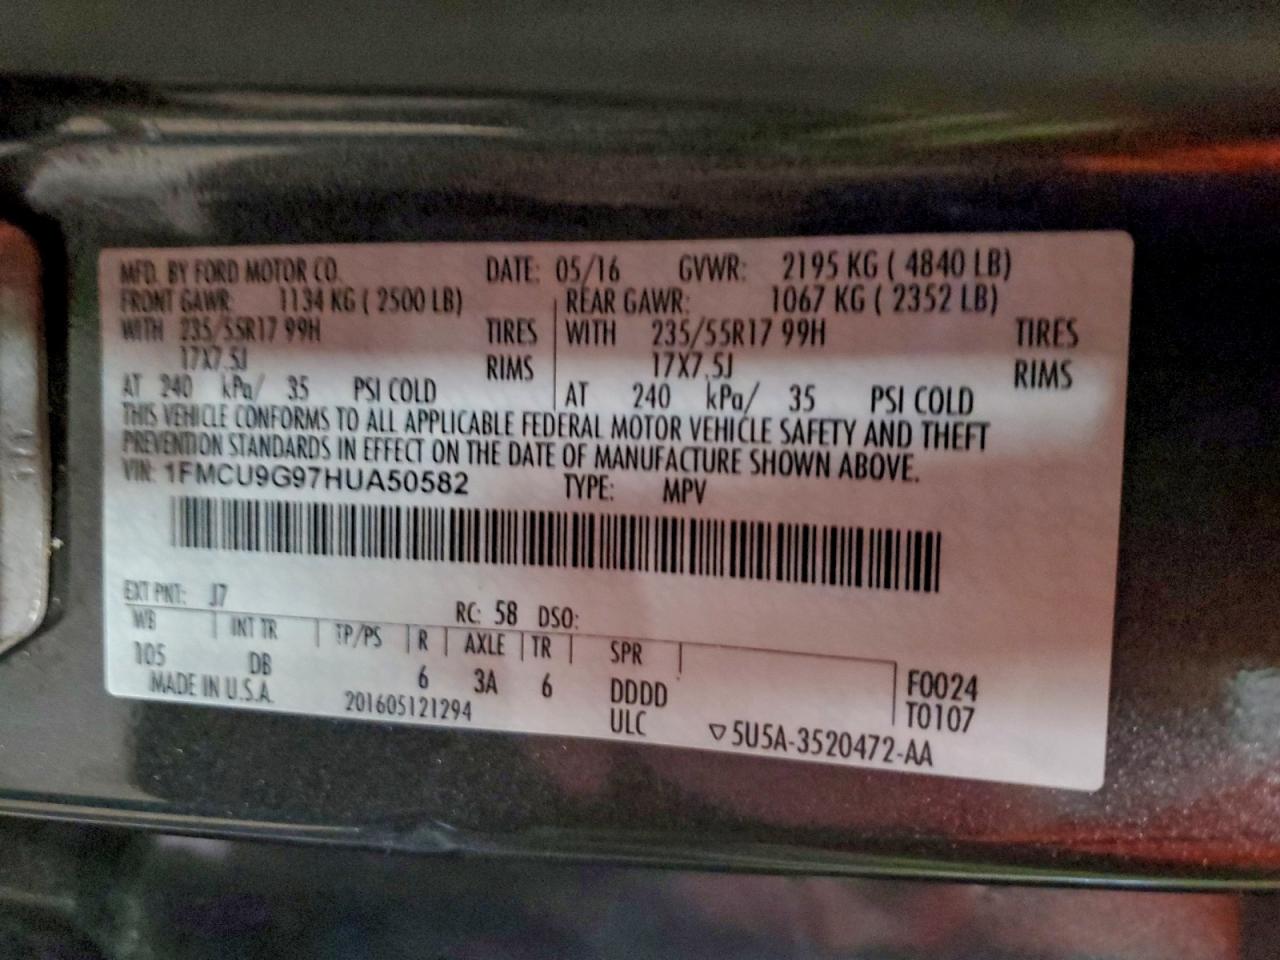 MFD. BY FORD MOTOR CO. DATE: 05/16 GVWR: 2195 KG ( 4840 LB)
FRONT GAWR: 1134 KG ( 2500 LB) REAR GAWR: 1067 KG ( 2352 LB)
WITH 235/55R17 99H TIRES WITH 235/55R17 99H TIRES
17X7.5J RIMS 17X7.5J RIMS
AT 240 kPa/ 35 PSI COLD AT 240 kPa/ 35 PSI COLD
THIS VEHICLE CONFORMS TO ALL APPLICABLE FEDERAL MOTOR VEHICLE SAFETY AND THEFT
PREVENTION STANDARDS IN EFFECT ON THE DATE OF MANUFACTURE SHOWN ABOVE.
VIN: 1FMCU9G97HUA50582 TYPE: MPV
EXT PNT: J7 RC: 58 DSO:
WB INT TR TP/PS R AXLE TR SPR
105 DB 6 3A 6 DDDD F0024
MADE IN U.S.A. 201605121294 ULC T0107
▽5U5A-3520472-AA